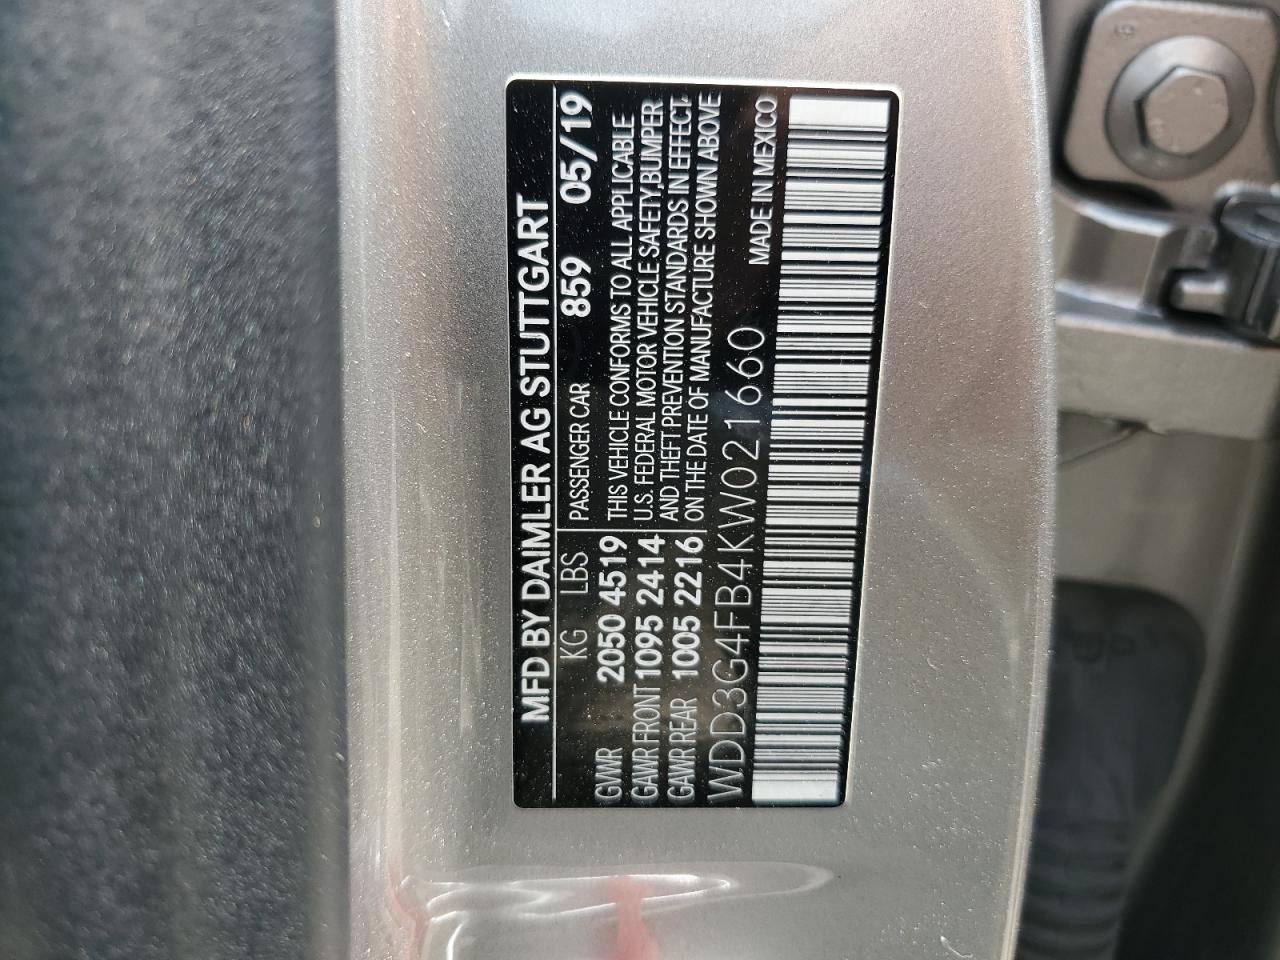 MFD BY DAIMLER AG STUTTGART
KG LBS PASSENGER CAR 859 05/19
GVWR 2050 4519 THIS VEHICLE CONFORMS TO ALL APPLICABLE
GAWR FRONT 1095 2414 U.S. FEDERAL MOTOR VEHICLE SAFETY,BUMPER
GAWR REAR 1005 2216 AND THEFT PREVENTION STANDARDS IN EFFECT
ON THE DATE OF MANUFACTURE SHOWN ABOVE
WDD3G4FB4KW021660 MADE IN MEXICO